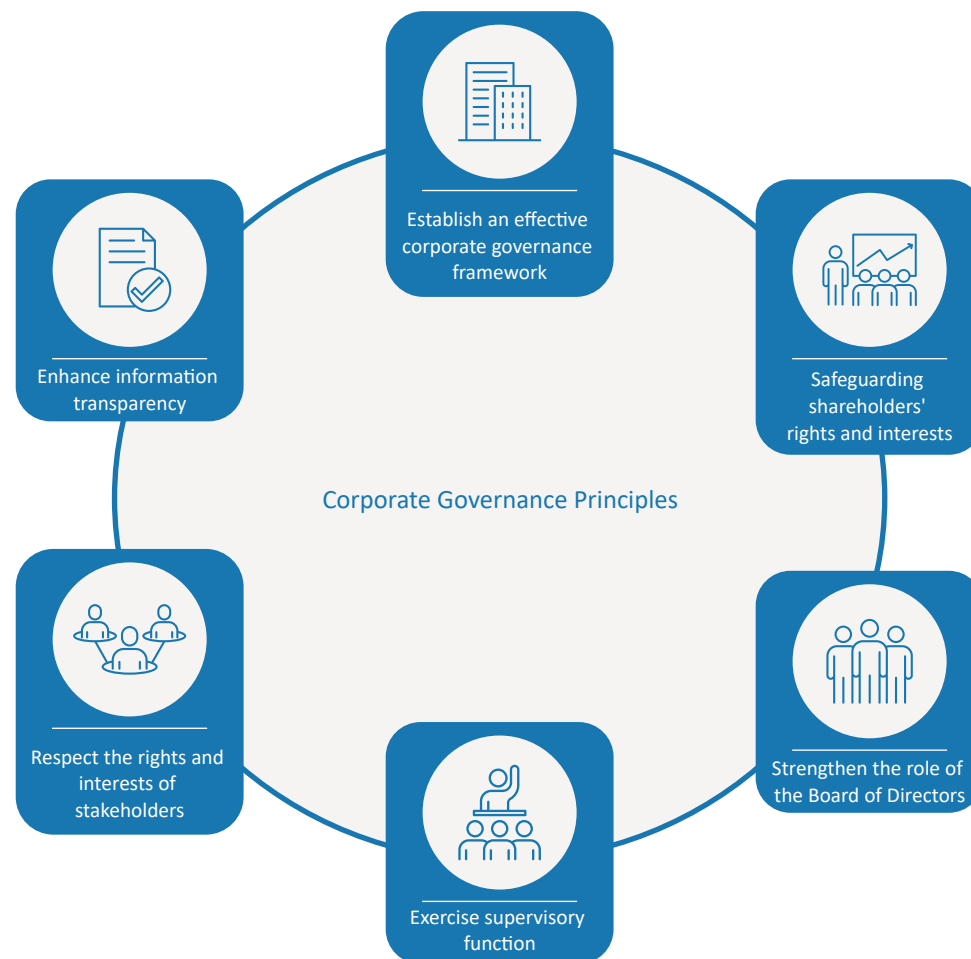 Establish an effective
corporate governance
framework
Safeguarding
shareholders'
rights and interests
Strengthen the role of
the Board of Directors
Exercise supervisory
function
Respect the rights and
interests of
stakeholders
Enhance information
transparency
Corporate Governance Principles